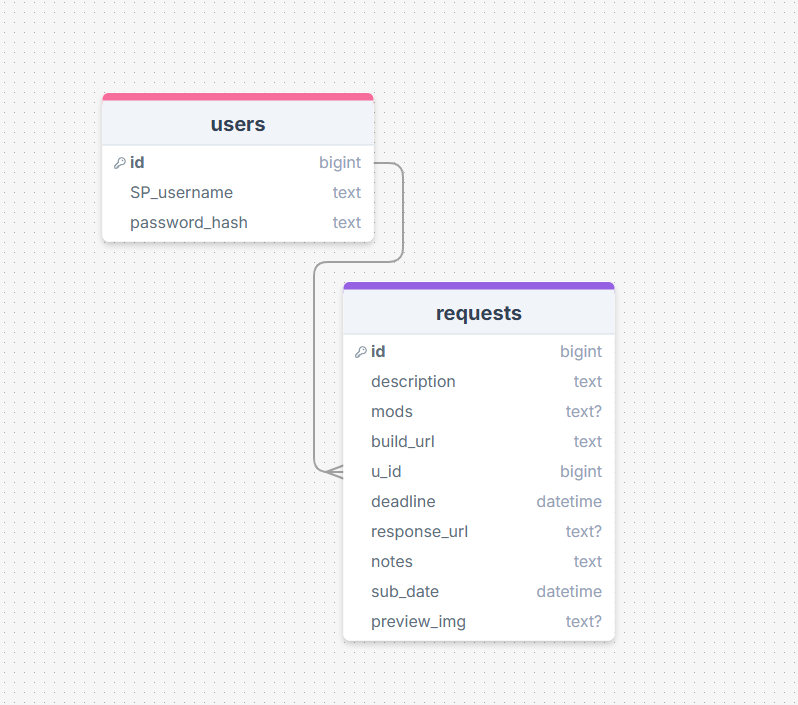 users
id bigint
SP_username text
password_hash text
requests
id bigint
description text
mods text?
build_url text
u_id bigint
deadline datetime
response_url text?
notes text
sub_date datetime
preview_img text?